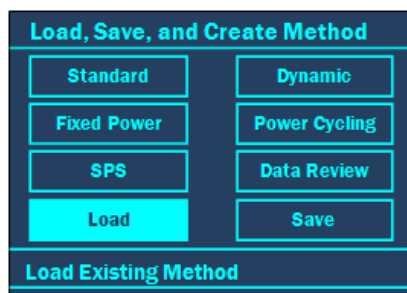 Load, Save, and Create Method
Standard Dynamic
Fixed Power Power Cycling
SPS Data Review
Load Save
Load Existing Method